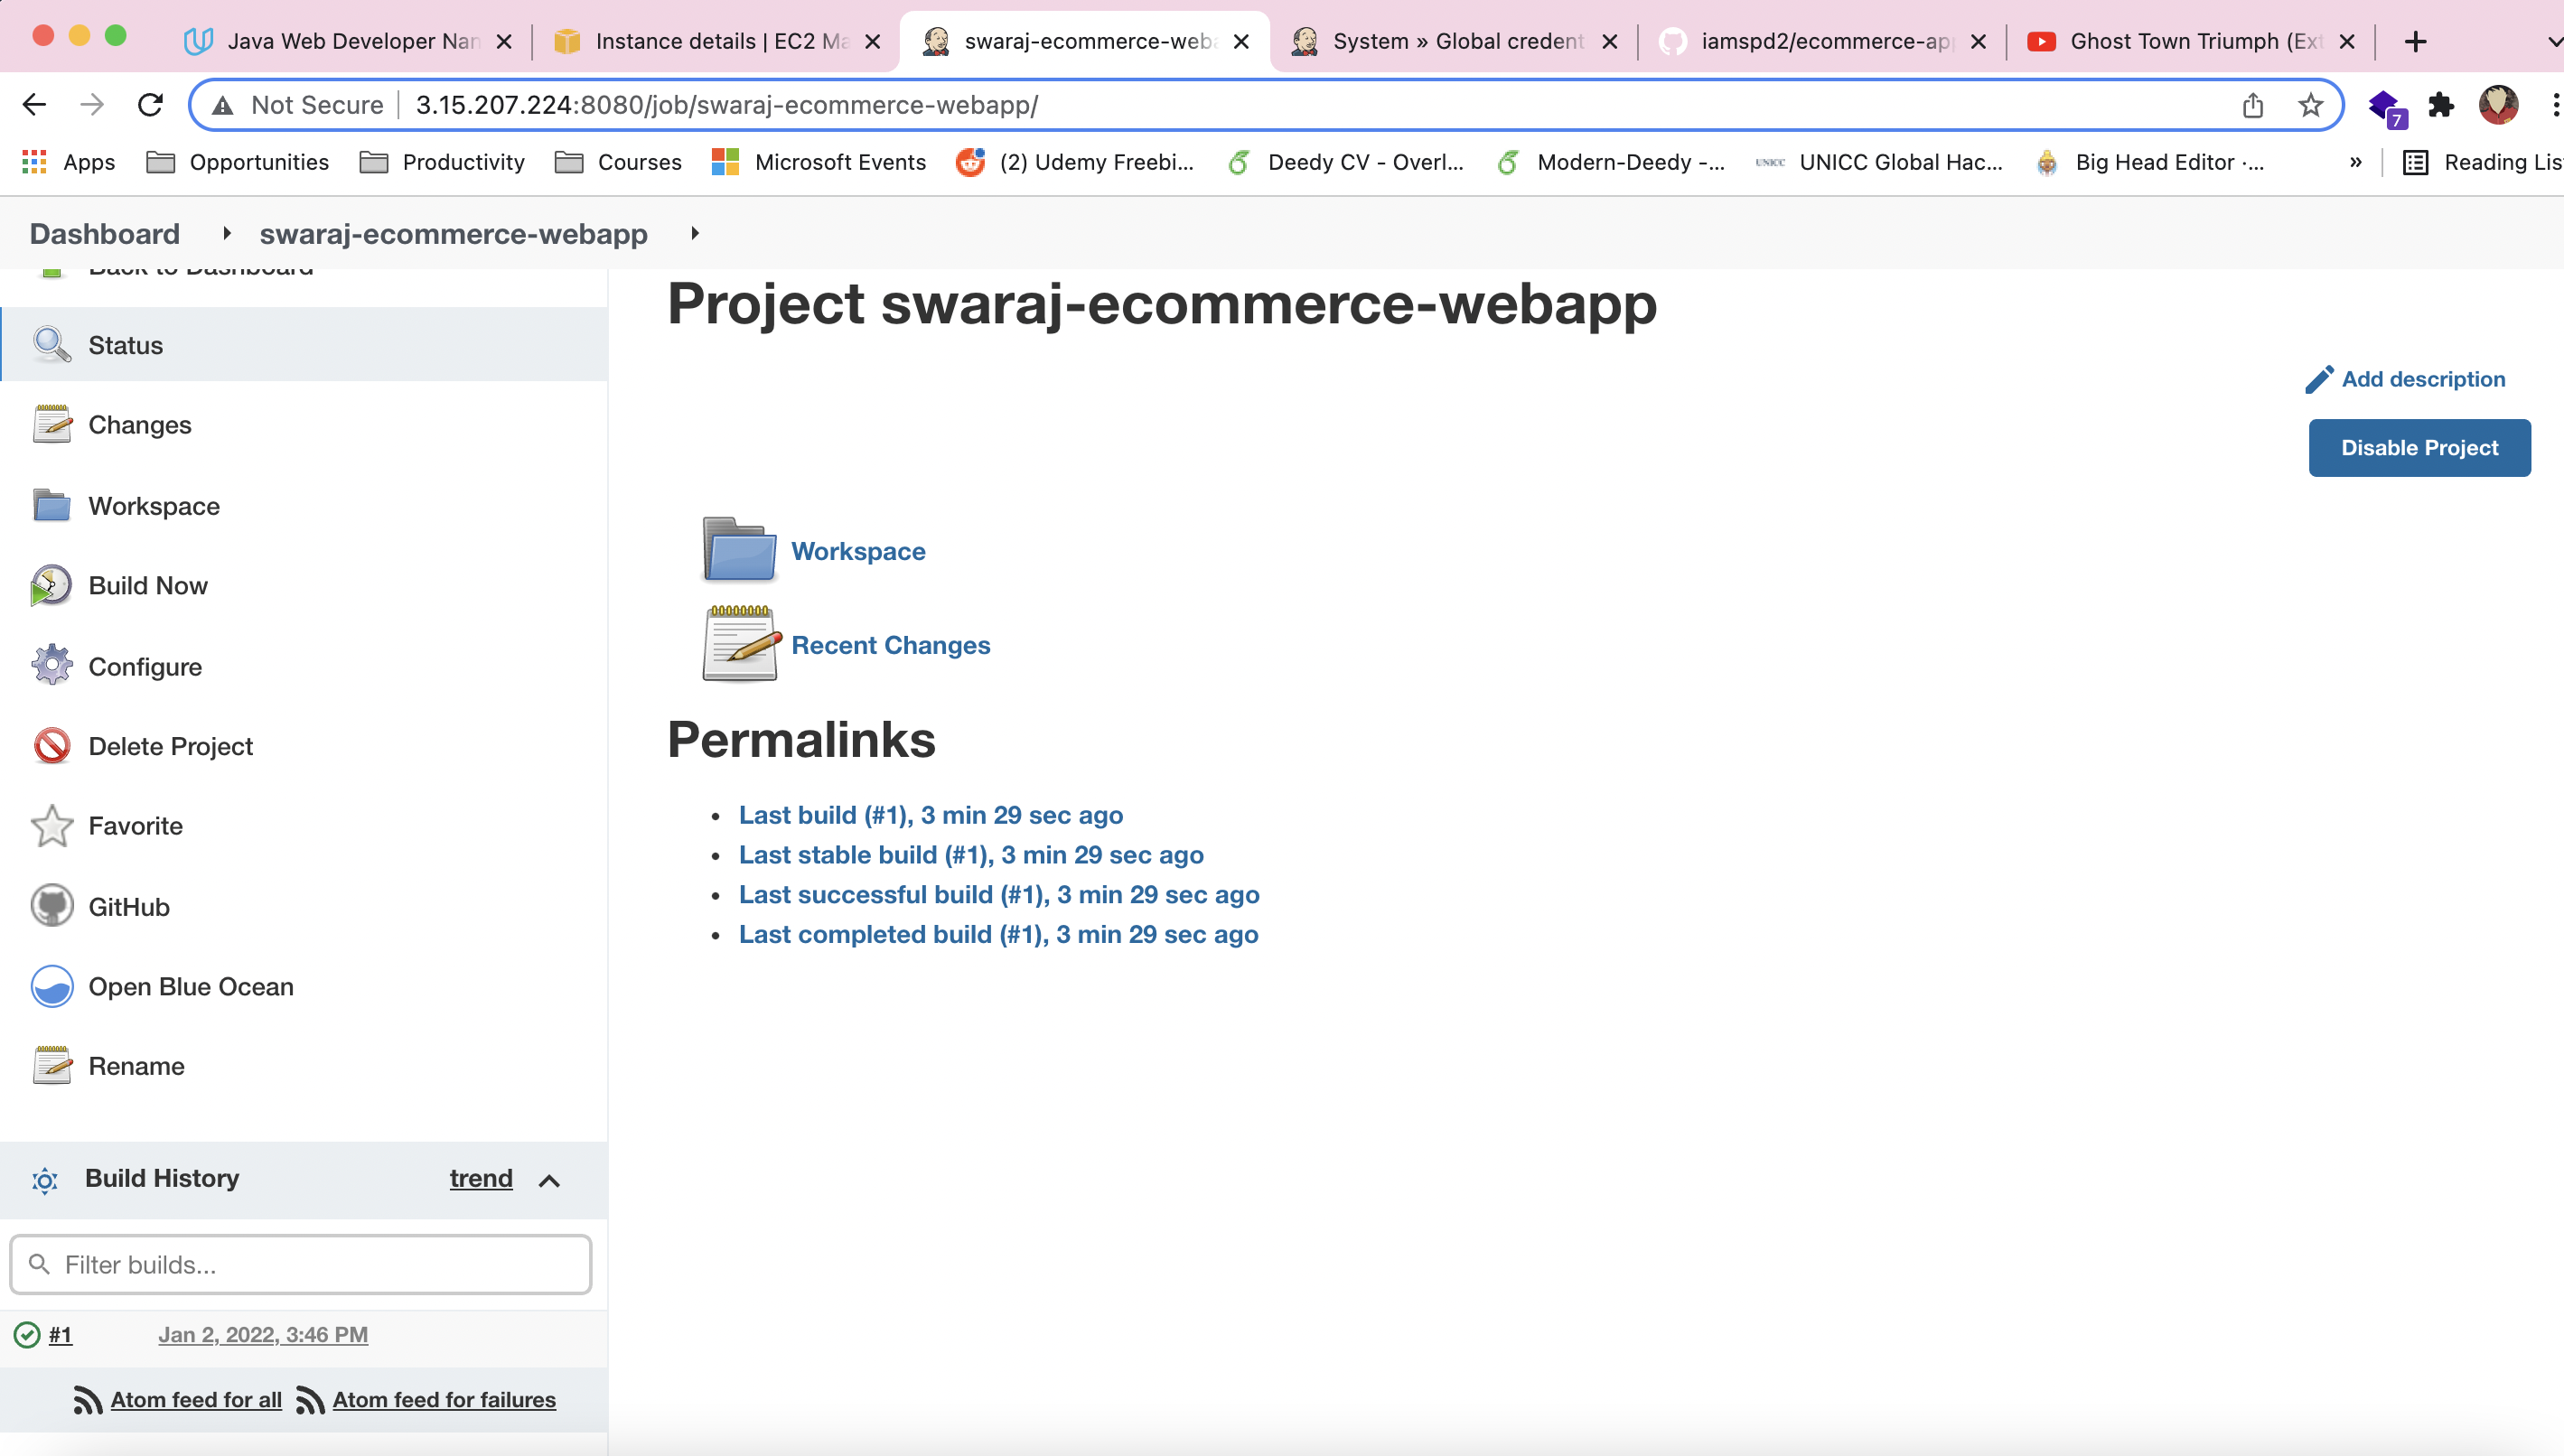 Java Web Developer Nan
Instance details | EC2 Ma
swaraj-ecommerce-weba
System » Global credent
iamspd2/ecommerce-app
Ghost Town Triumph (Ext
Not Secure
3.15.207.224:8080/job/swaraj-ecommerce-webapp/
7
Apps
Opportunities
Productivity
Courses
Microsoft Events
(2) Udemy Freebi...
Deedy CV - Overl...
Modern-Deedy -...
UNICC
UNICC Global Hac...
Big Head Editor ·...
»
Reading Lis
Dashboard
swaraj-ecommerce-webapp
Back to Dashboard
Status
Changes
Workspace
Build Now
Configure
Delete Project
Favorite
GitHub
Open Blue Ocean
Rename
Build History
trend
Filter builds...
#1
Jan 2, 2022, 3:46 PM
Atom feed for all
Atom feed for failures
Project swaraj-ecommerce-webapp
Add description
Disable Project
Workspace
Recent Changes
Permalinks
• Last build (#1), 3 min 29 sec ago
• Last stable build (#1), 3 min 29 sec ago
• Last successful build (#1), 3 min 29 sec ago
• Last completed build (#1), 3 min 29 sec ago